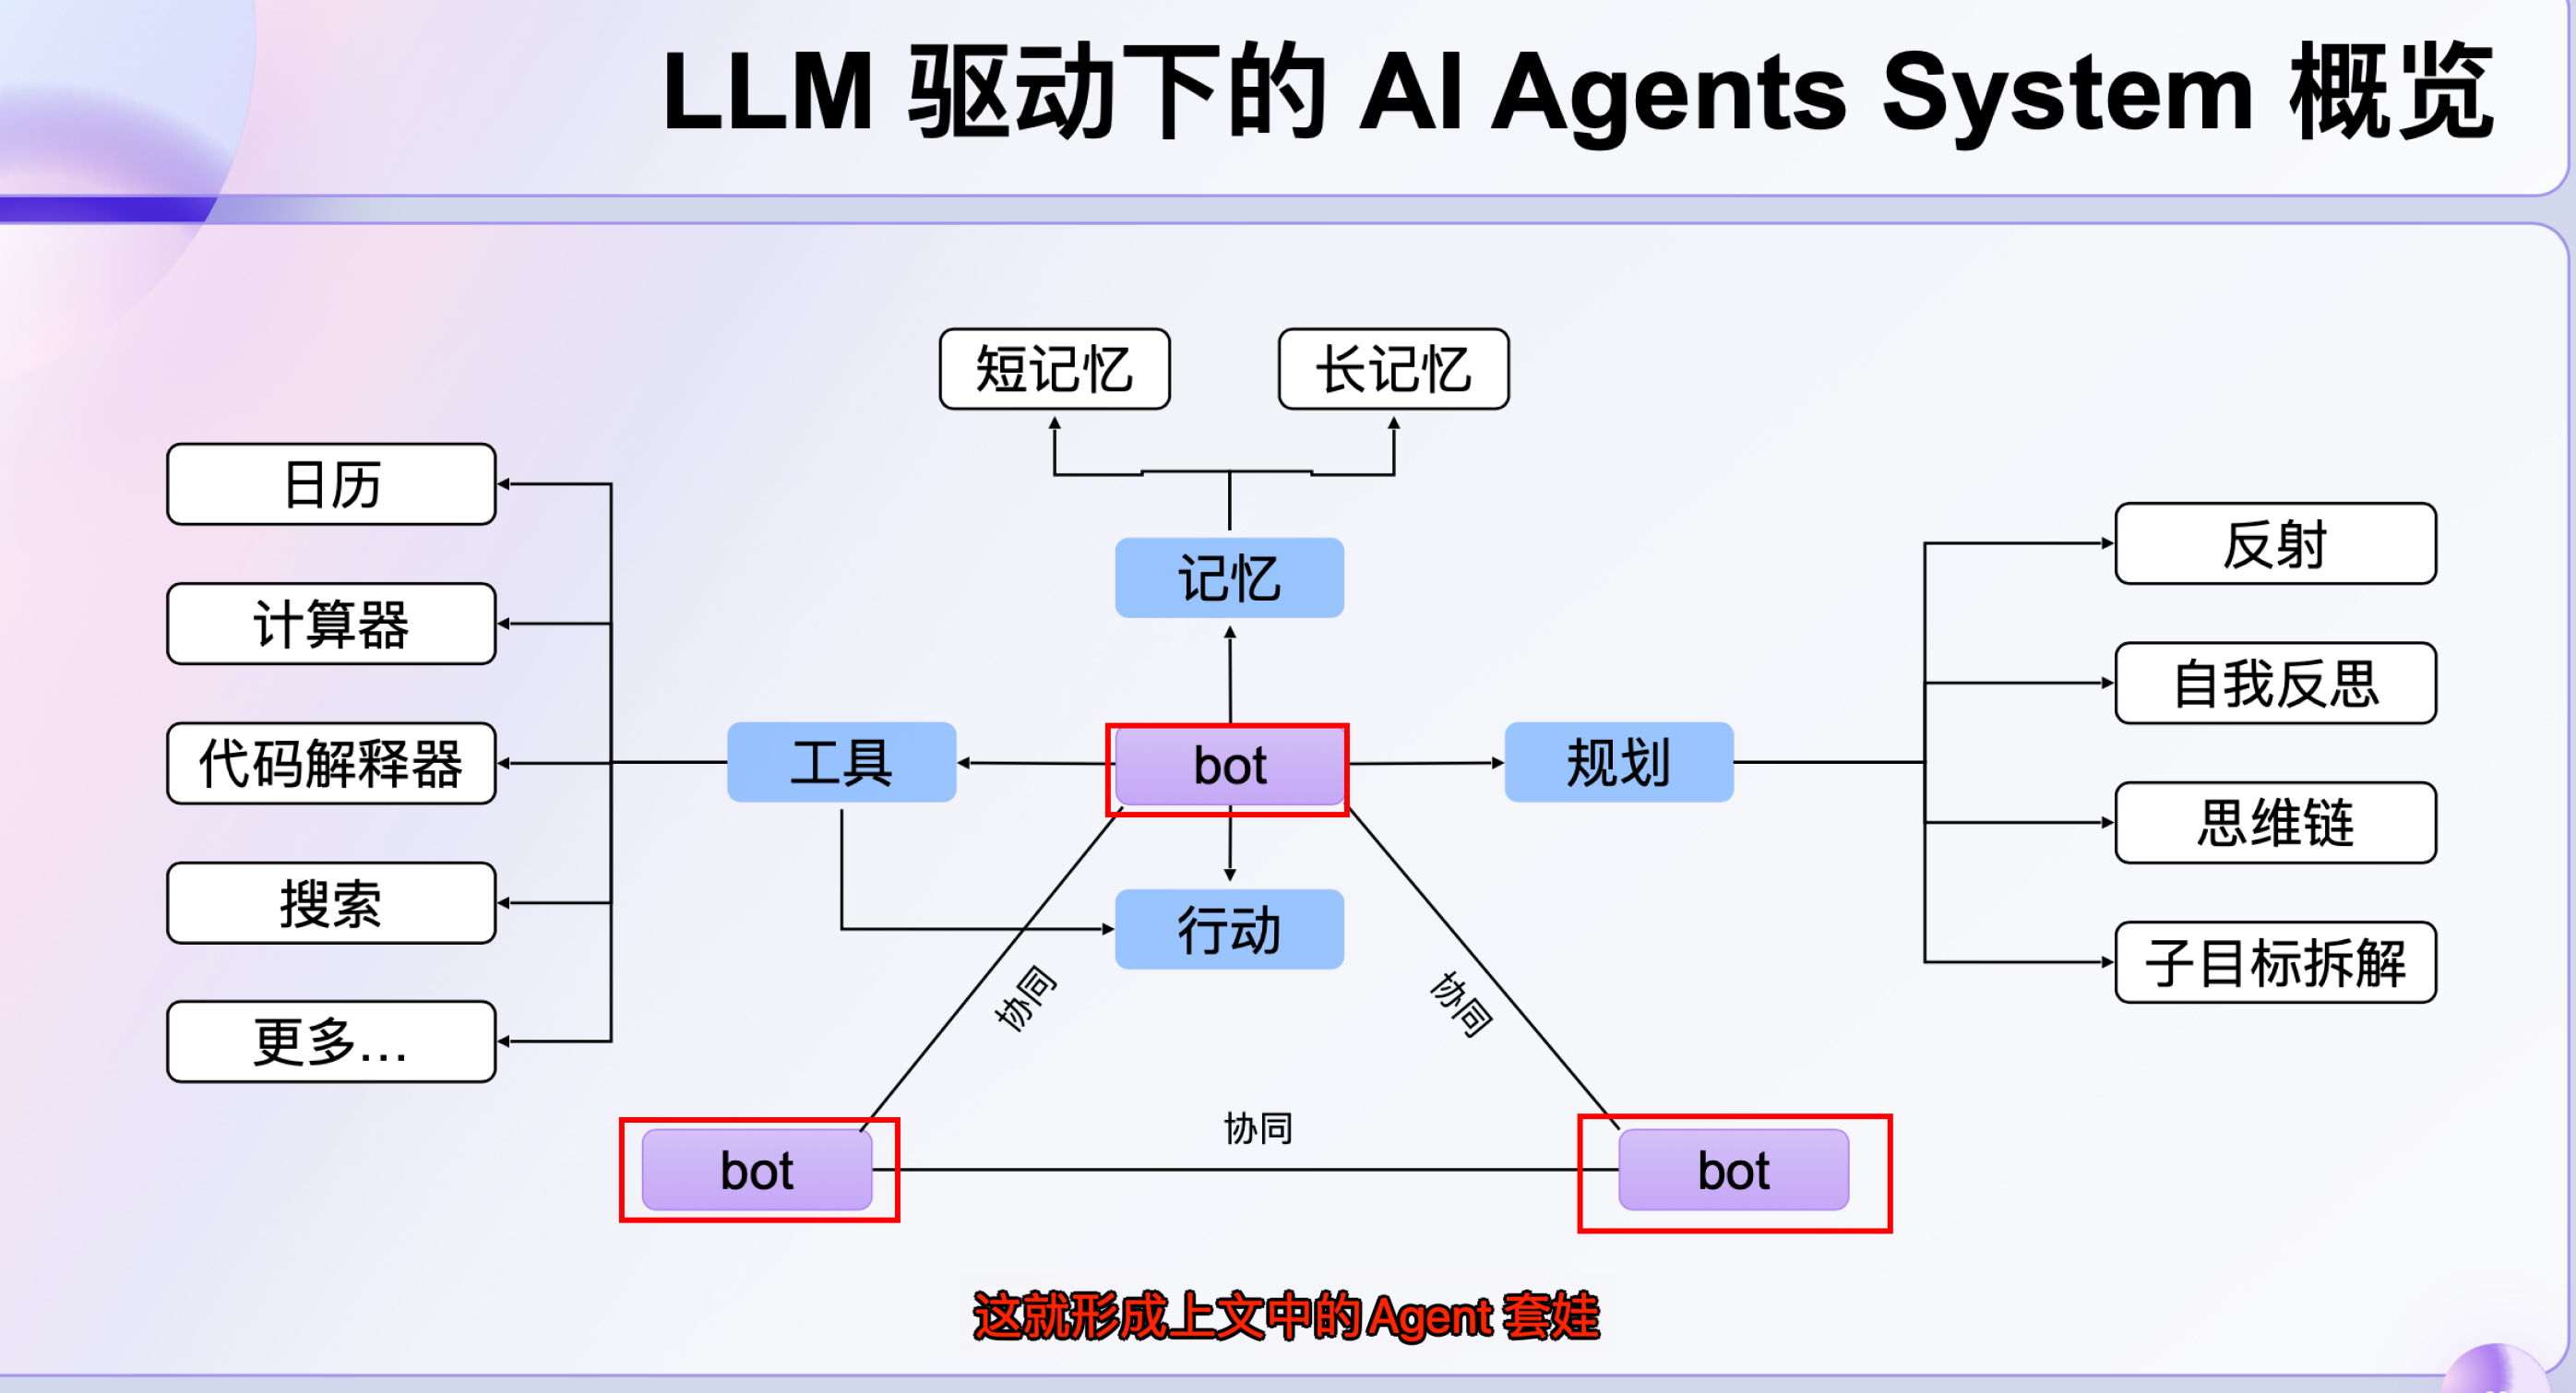 LLM 驱动下的 AI Agents System 概览
短记忆
长记忆
日历
计算器
代码解释器
搜索
更多...
记忆
工具
bot
规划
行动
反射
自我反思
思维链
子目标拆解
协同
协同
协同
bot
bot
这就形成上文中的Agent 套娃